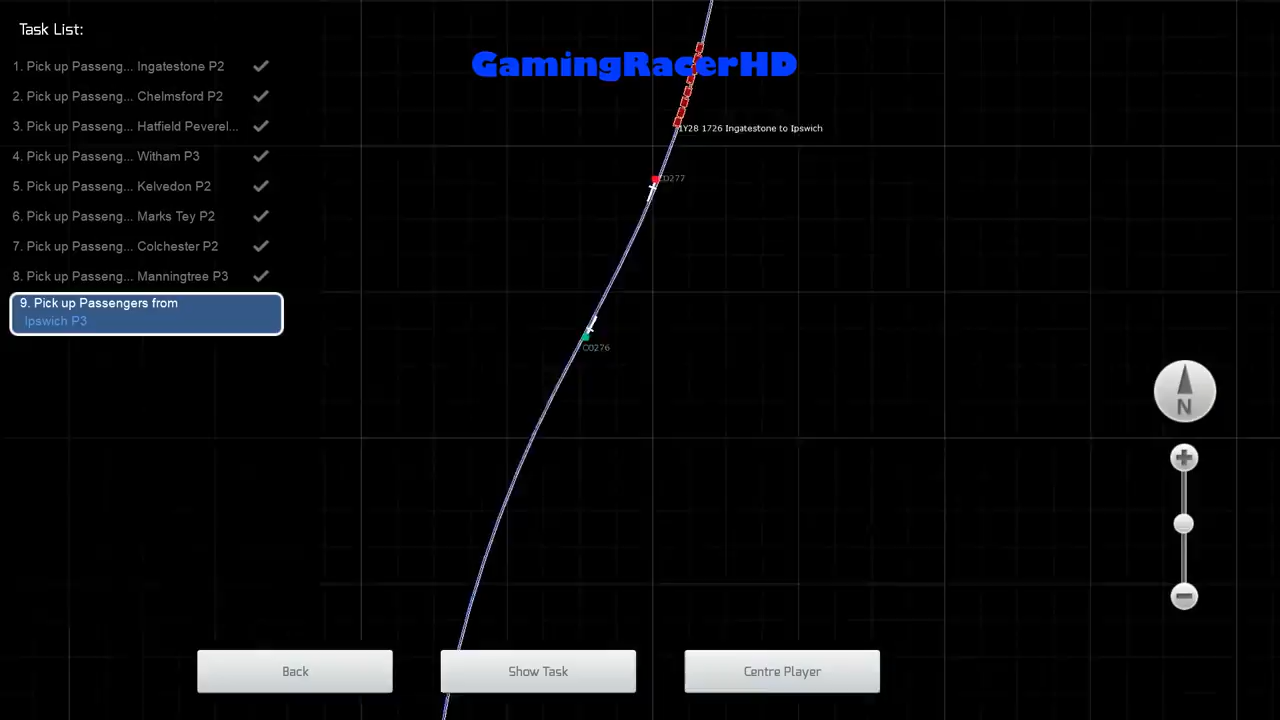 Task List:
1. Pick up Passeng... Ingatestone P2
2. Pick up Passeng... Chelmsford P2
3. Pick up Passeng... Hatfield Peverel...
4. Pick up Passeng... Witham P3
5. Pick up Passeng... Kelvedon P2
6. Pick up Passeng... Marks Tey P2
7. Pick up Passeng... Colchester P2
8. Pick up Passeng... Manningtree P3
9. Pick up Passengers from
Ipswich P3
GamingRacerHD
1Y28 1726 Ingatestone to Ipswich
CO277
CO276
N
Back
Show Task
Centre Player